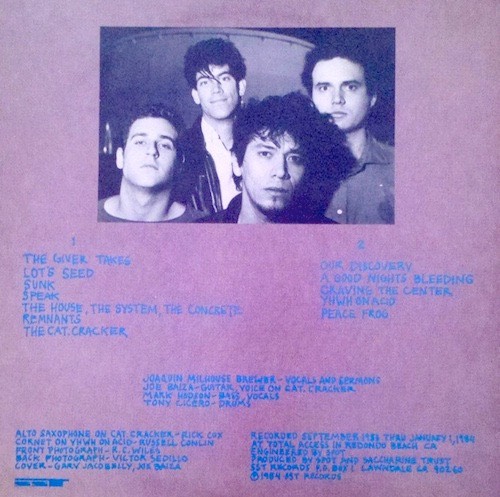 1
THE GIVER TAKES
LOT'S SEED
SUNK
SPEAK
THE HOUSE, THE SYSTEM, THE CONCRETE
REMNANTS
THE CAT. CRACKER
2
OUR DISCOVERY
A GOOD NIGHTS BLEEDING
CRAVING THE CENTER
YHWH ON ACID
PEACE FROG
JOAQUIN MILHOUSE BREWER - VOCALS AND SERMONS
JOE BAIZA - GUITAR, VOICE ON CAT. CRACKER
MARK HODSON - BASS, VOCALS
TONY CICERO - DRUMS
ALTO SAXOPHONE ON CAT. CRACKER - RICK COX
CORNET ON YHWH ON ACID - RUSSELL CONLIN
FRONT PHOTOGRAPH - R.C. WILES
BACK PHOTOGRAPH - VICTOR SEDILLO
COVER - GARY JACOBELLY, JOE BAIZA
RECORDED SEPTEMBER 1983 THRU JANUARY 1, 1984
AT TOTAL ACCESS IN REDONDO BEACH CA
ENGINEERED BY SPOT
PRODUCED BY SPOT AND SACCHARINE TRUST
SST RECORDS P.O. BOX 1 LAWNDALE CA 90260
© 1984 SST RECORDS